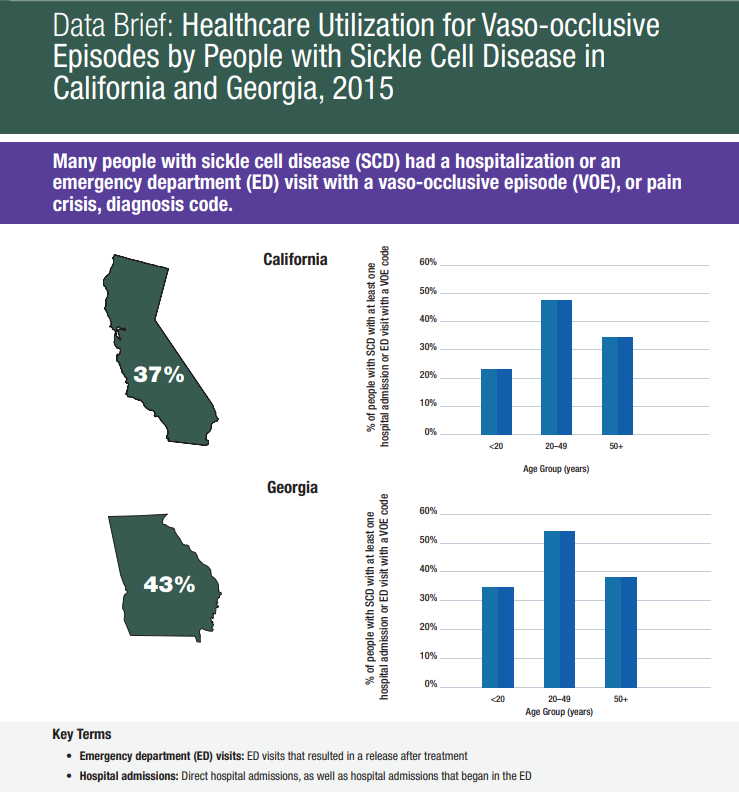 Data Brief: Healthcare Utilization for Vaso-occlusive
Episodes by People with Sickle Cell Disease in
California and Georgia, 2015
Many people with sickle cell disease (SCD) had a hospitalization or an
emergency department (ED) visit with a vaso-occlusive episode (VOE), or pain
crisis, diagnosis code.
California
37%
% of people with SCD with at least one
hospital admission or ED visit with a VOE code
60%
50%
40%
30%
20%
10%
0%
<20
20–49
50+
Age Group (years)
Georgia
43%
% of people with SCD with at least one
hospital admission or ED visit with a VOE code
60%
50%
40%
30%
20%
10%
0%
<20
20–49
50+
Age Group (years)
Key Terms
• Emergency department (ED) visits: ED visits that resulted in a release after treatment
• Hospital admissions: Direct hospital admissions, as well as hospital admissions that began in the ED